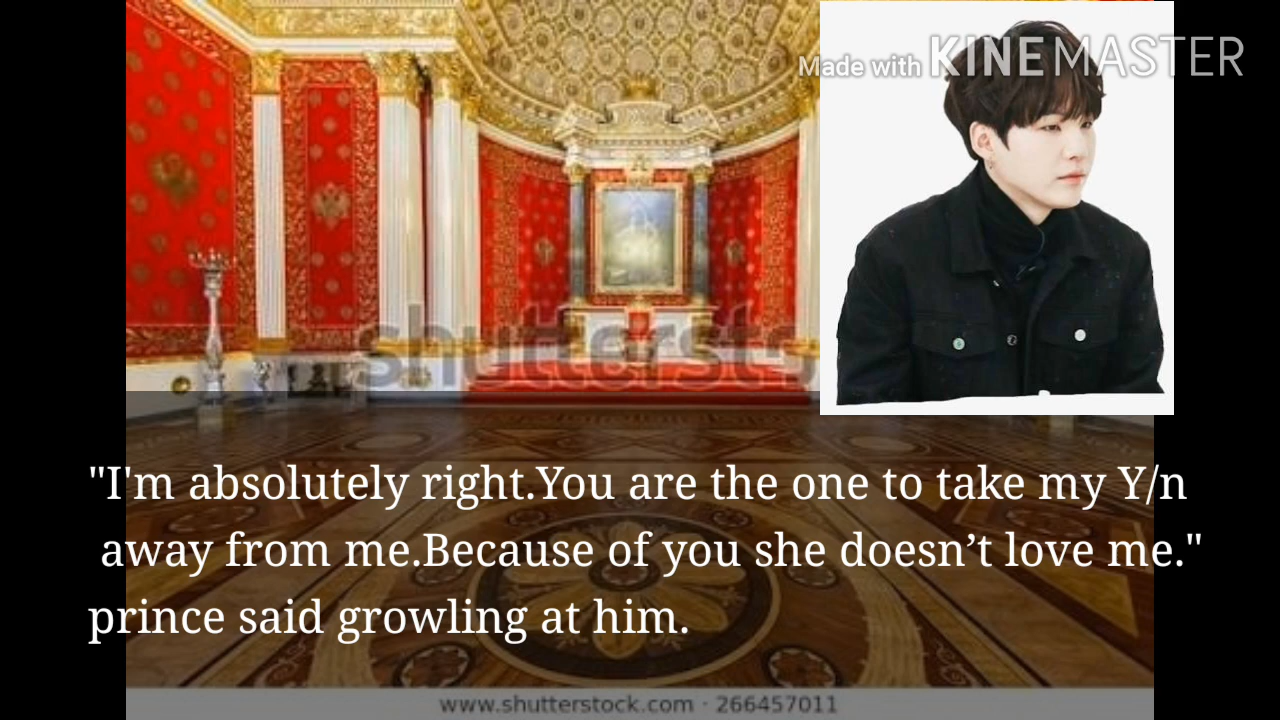 Made with KINEMASTER
shuttersto
"I'm absolutely right.You are the one to take my Y/n
away from me.Because of you she doesn’t love me."
prince said growling at him.
www.shutterstock.com · 266457011